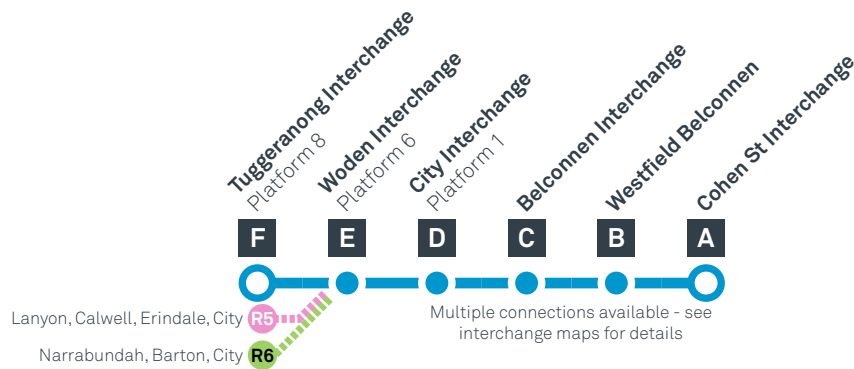 Tuggeranong Interchange
Platform 8
Woden Interchange
Platform 6
City Interchange
Platform 1
Belconnen Interchange
Westfield Belconnen
Cohen St Interchange
F
E
D
C
B
A
Lanyon, Calwell, Erindale, City R5
Narrabundah, Barton, City R6
Multiple connections available - see
interchange maps for details